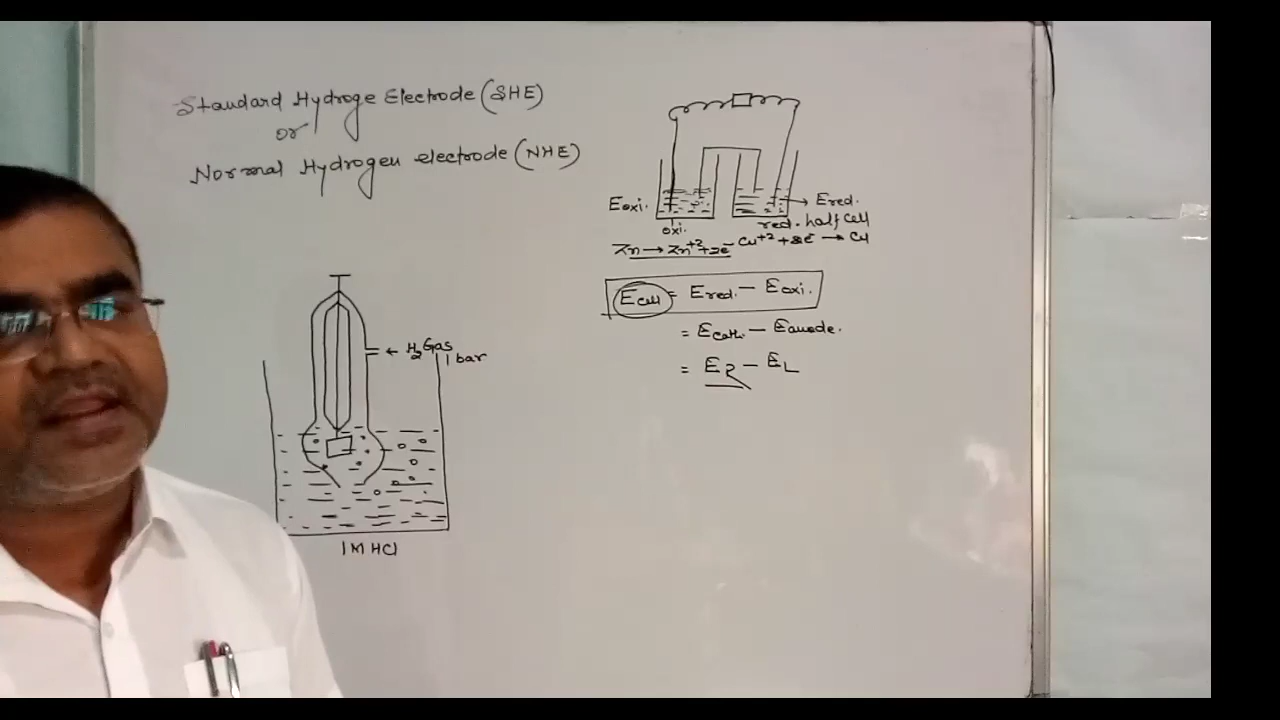 Standard Hydroge Electrode (SHE)
or
Normal Hydrogen electrode (NHE)
← H2 Gas
1 bar
1M HCl
Eoxi.
oxi.
→ Ered.
red. half cell
Zn → Zn+2 + 2e-
Cu+2 + 2e- → Cu
Ecell = Ered. - Eoxi.
= Ecath. - Eanode.
= ER - EL